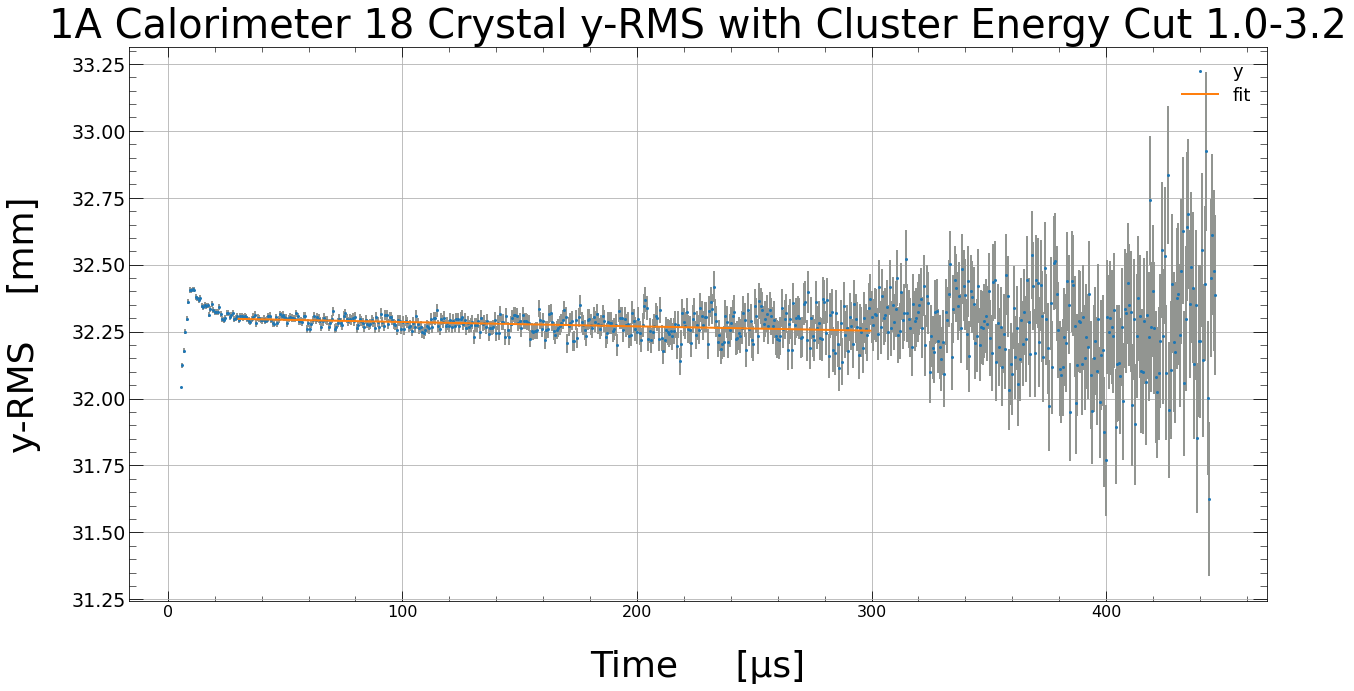 1A Calorimeter 18 Crystal y-RMS with Cluster Energy Cut 1.0-3.2
y
fit
33.25
33.00
32.75
32.50
32.25
32.00
31.75
31.50
31.25
y-RMS [mm]
0 100 200 300 400
Time [μs]